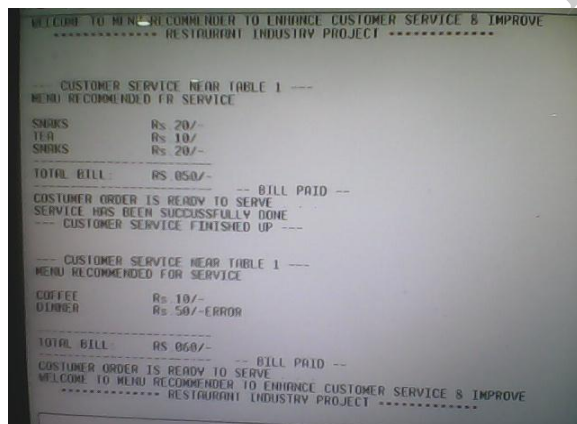 WELCOME TO MENU RECOMMENDER TO ENHANCE CUSTOMER SERVICE & IMPROVE
************** RESTAURANT INDUSTRY PROJECT *************
--- CUSTOMER SERVICE NEAR TABLE 1 ---
MENU RECOMMENDED FR SERVICE
SNAKS Rs 20/-
TEA Rs 10/
SNAKS Rs 20/-
------------------------------
TOTAL BILL: RS 050/-
------------------------------
-- BILL PAID --
COSTUMER ORDER IS READY TO SERVE
SERVICE HAS BEEN SUCCUSSFULLY DONE
--- CUSTOMER SERVICE FINISHED UP ---
--- CUSTOMER SERVICE NEAR TABLE 1 ---
MENU RECOMMENDED FOR SERVICE
COFFEE Rs 10/-
DINNER Rs 50/-ERROR
------------------------------
TOTAL BILL: RS 060/-
------------------------------
-- BILL PAID --
COSTUMER ORDER IS READY TO SERVE
WELCOME TO MENU RECOMMENDER TO ENHANCE CUSTOMER SERVICE & IMPROVE
************** RESTAURANT INDUSTRY PROJECT *************